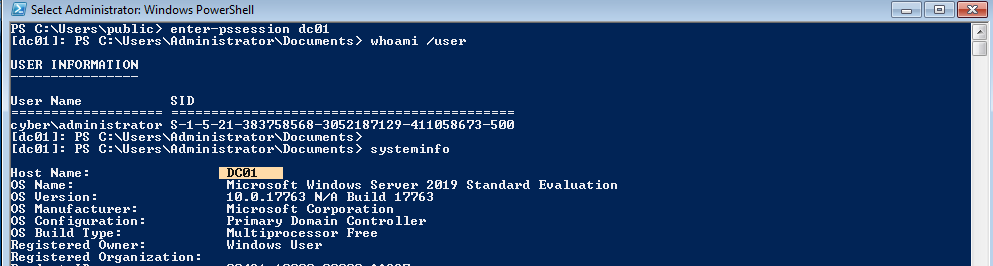 Select Administrator: Windows PowerShell
PS C:\Users\public> enter-pssession dc01
[dc01]: PS C:\Users\Administrator\Documents> whoami /user
USER INFORMATION
----------------
User Name           SID
=================== ===========================================
cyber\administrator S-1-5-21-383758568-3052187129-411058673-500
[dc01]: PS C:\Users\Administrator\Documents>
[dc01]: PS C:\Users\Administrator\Documents> systeminfo
Host Name:                 DC01
OS Name:                   Microsoft Windows Server 2019 Standard Evaluation
OS Version:                10.0.17763 N/A Build 17763
OS Manufacturer:           Microsoft Corporation
OS Configuration:          Primary Domain Controller
OS Build Type:             Multiprocessor Free
Registered Owner:          Windows User
Registered Organization: